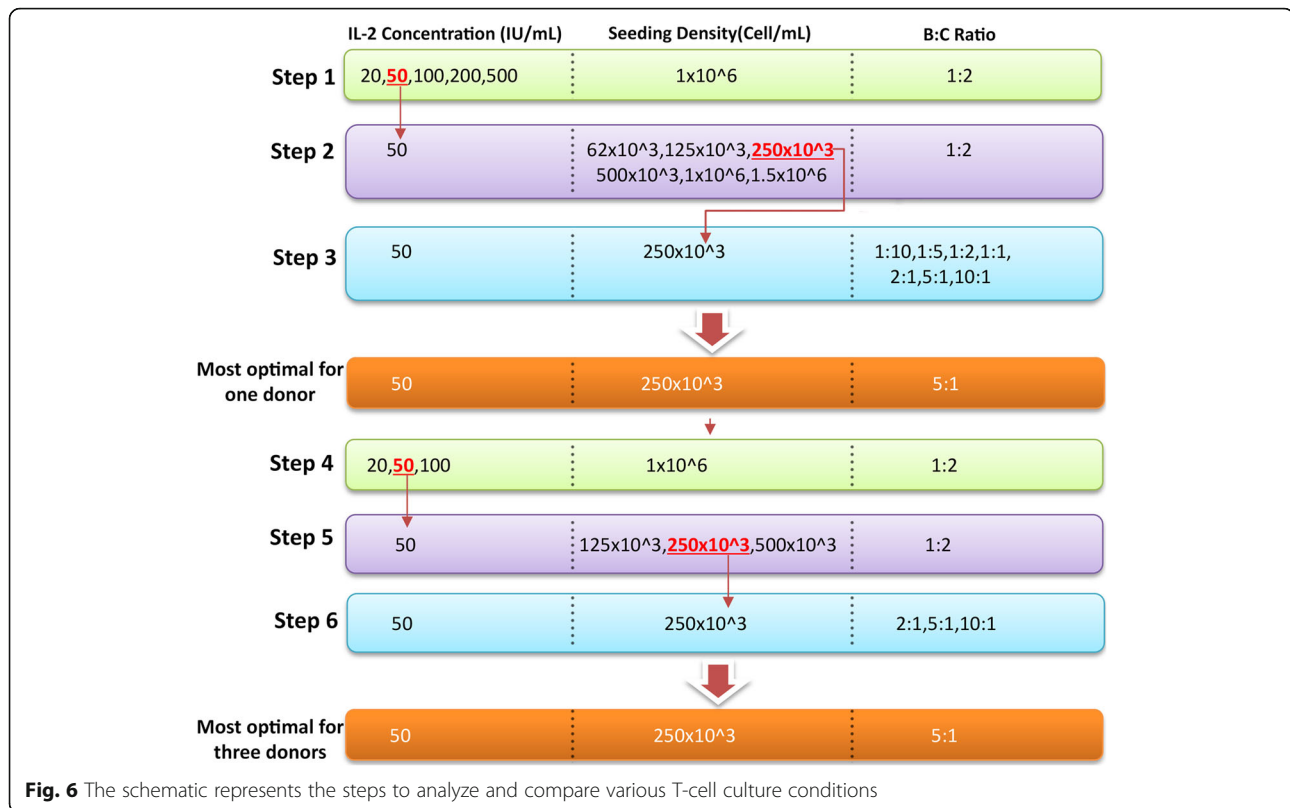 IL-2 Concentration (IU/mL) Seeding Density(Cell/mL) B:C Ratio
Step 1 20,50,100,200,500 1x10^6 1:2
Step 2 50 62x10^3,125x10^3,250x10^3 1:2
500x10^3,1x10^6,1.5x10^6
Step 3 50 250x10^3 1:10,1:5,1:2,1:1,
2:1,5:1,10:1
Most optimal for
one donor 50 250x10^3 5:1
Step 4 20,50,100 1x10^6 1:2
Step 5 50 125x10^3,250x10^3,500x10^3 1:2
Step 6 50 250x10^3 2:1,5:1,10:1
Most optimal for
three donors 50 250x10^3 5:1
Fig. 6 The schematic represents the steps to analyze and compare various T-cell culture conditions